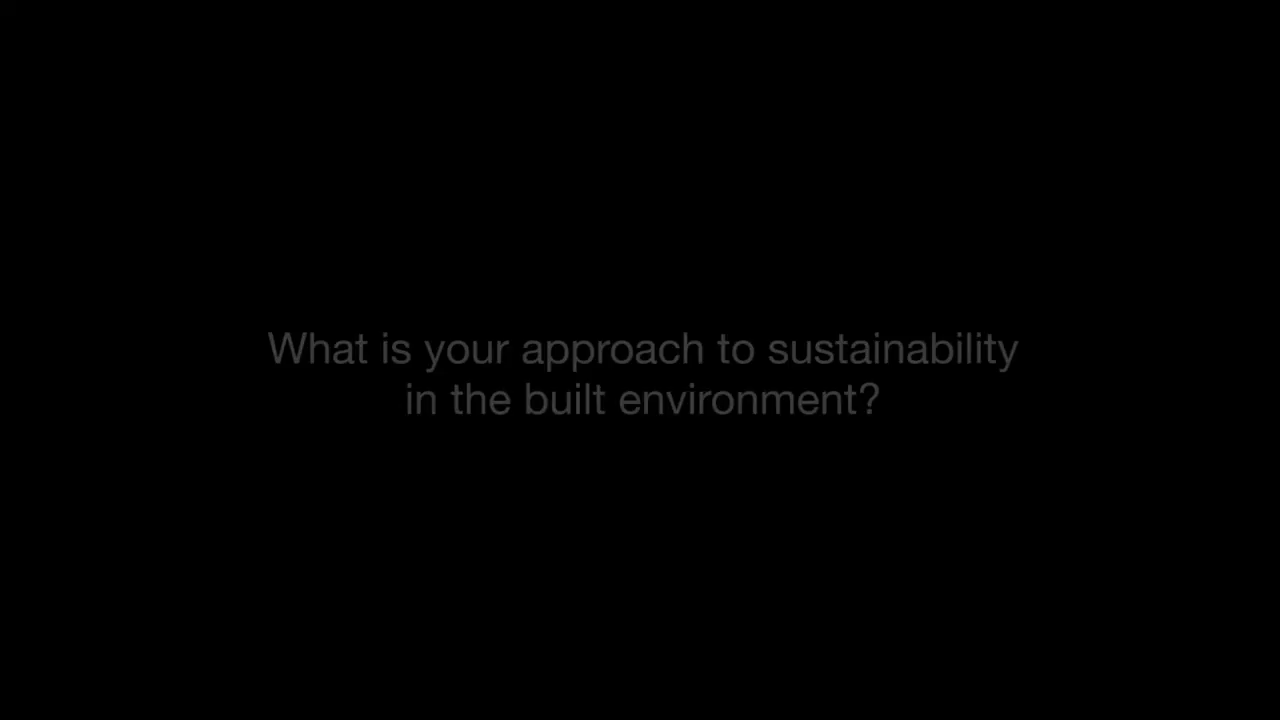 What is your approach to sustainability
in the built environment?